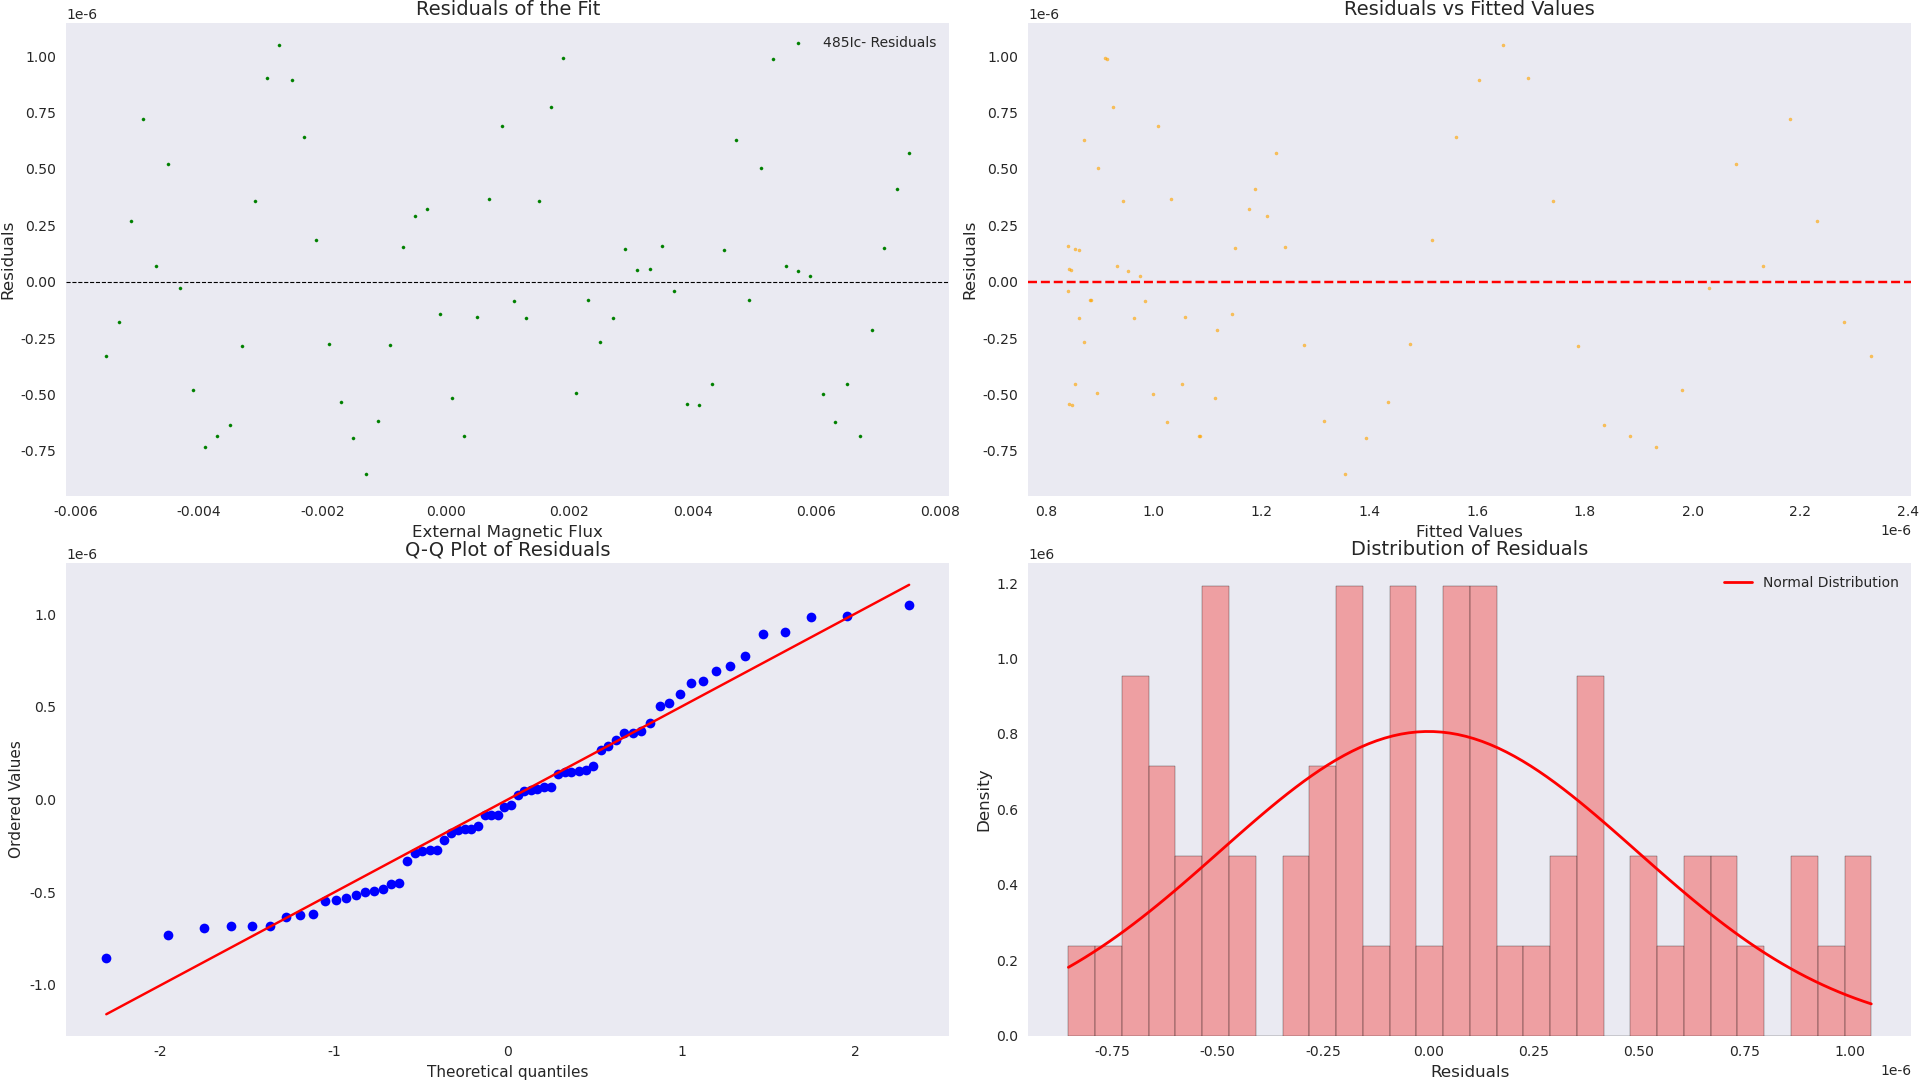 Residuals of the Fit
1e-6
485Ic- Residuals
1.00
0.75
0.50
0.25
0.00
-0.25
-0.50
-0.75
Residuals
-0.006 -0.004 -0.002 0.000 0.002 0.004 0.006 0.008
External Magnetic Flux
Residuals vs Fitted Values
1e-6
1.00
0.75
0.50
0.25
0.00
-0.25
-0.50
-0.75
Residuals
0.8 1.0 1.2 1.4 1.6 1.8 2.0 2.2 2.4
Fitted Values
1e-6
Q-Q Plot of Residuals
1e-6
1.0
0.5
0.0
-0.5
-1.0
Ordered Values
-2 -1 0 1 2
Theoretical quantiles
Distribution of Residuals
1e6
Normal Distribution
1.2
1.0
0.8
0.6
0.4
0.2
0.0
Density
-0.75 -0.50 -0.25 0.00 0.25 0.50 0.75 1.00
Residuals
1e-6